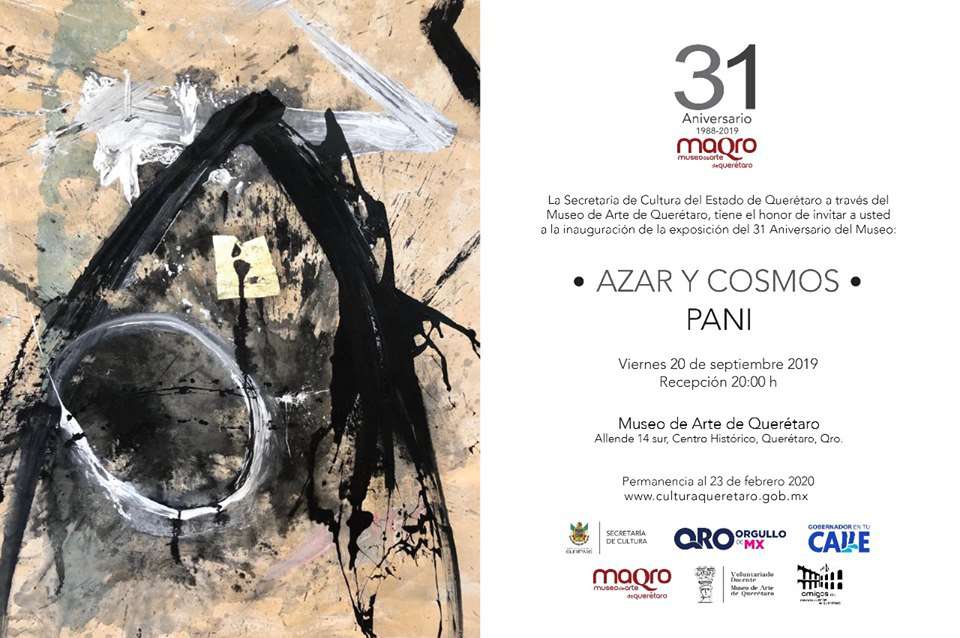 31
Aniversario
1988-2019
maQro
museo de arte
de querétaro
La Secretaría de Cultura del Estado de Querétaro a través del
Museo de Arte de Querétaro, tiene el honor de invitar a usted
a la inauguración de la exposición del 31 Aniversario del Museo:
• AZAR Y COSMOS •
PANI
Viernes 20 de septiembre 2019
Recepción 20:00 h
Museo de Arte de Querétaro
Allende 14 sur, Centro Histórico, Querétaro, Qro.
Permanencia al 23 de febrero 2020
www.culturaqueretaro.gob.mx
SECRETARÍA
DE CULTURA
QRO ORGULLO
DE MX
GOBERNADOR EN TU
CALLE
maQro
museo de arte
de querétaro
Voluntariado
Docente
Museo de Arte
de Querétaro
amigos